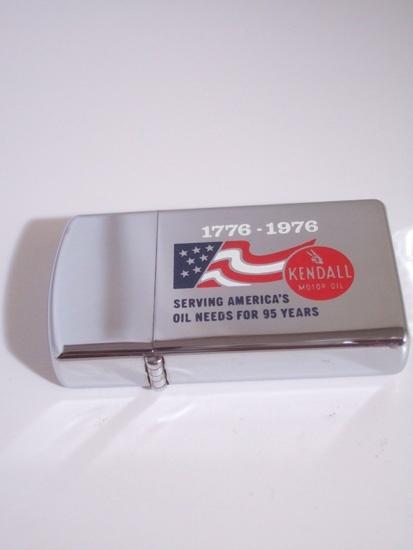 1776 - 1976
KENDALL
MOTOR OIL
SERVING AMERICA'S
OIL NEEDS FOR 95 YEARS